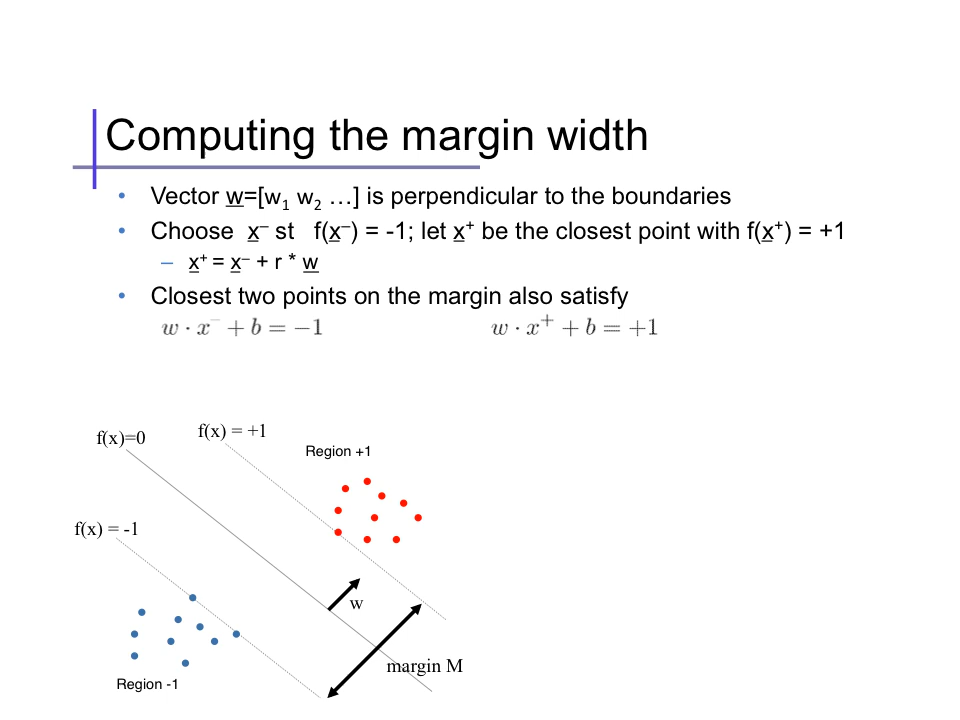 Computing the margin width
• Vector w=[w₁ w₂ …] is perpendicular to the boundaries
• Choose x⁻ st f(x⁻) = -1; let x⁺ be the closest point with f(x⁺) = +1
– x⁺ = x⁻ + r * w
• Closest two points on the margin also satisfy
w · x⁻ + b = −1 w · x⁺ + b = +1
f(x)=0
f(x) = +1
Region +1
f(x) = -1
w
margin M
Region -1